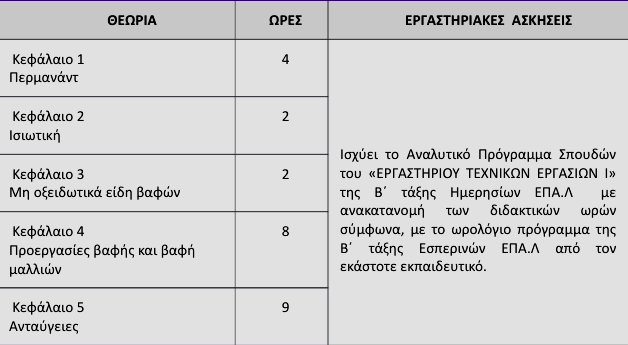 ΘΕΩΡΙΑ ΩΡΕΣ ΕΡΓΑΣΤΗΡΙΑΚΕΣ ΑΣΚΗΣΕΙΣ
Κεφάλαιο 1 4
Περμανάντ
Κεφάλαιο 2 2
Ισιωτική
Κεφάλαιο 3 2
Μη οξειδωτικά είδη βαφών
Κεφάλαιο 4 8
Προεργασίες βαφής και βαφή
μαλλιών
Κεφάλαιο 5 9
Ανταύγειες
Ισχύει το Αναλυτικό Πρόγραμμα Σπουδών
του «ΕΡΓΑΣΤΗΡΙΟΥ ΤΕΧΝΙΚΩΝ ΕΡΓΑΣΙΩΝ Ι»
της Β΄ τάξης Ημερησίων ΕΠΑ.Λ με
ανακατανομή των διδακτικών ωρών
σύμφωνα, με το ωρολόγιο πρόγραμμα της
Β΄ τάξης Εσπερινών ΕΠΑ.Λ από τον
εκάστοτε εκπαιδευτικό.